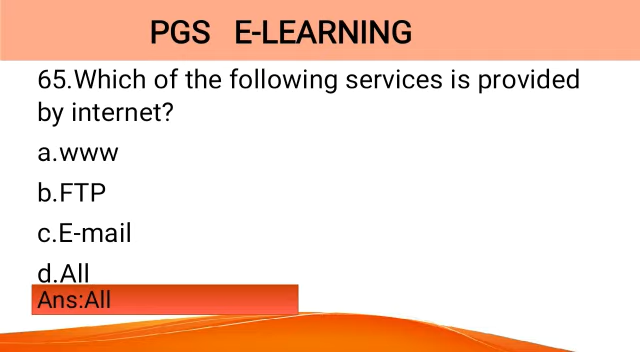 PGS E-LEARNING
65.Which of the following services is provided
by internet?
a.www
b.FTP
c.E-mail
d.All
Ans:All